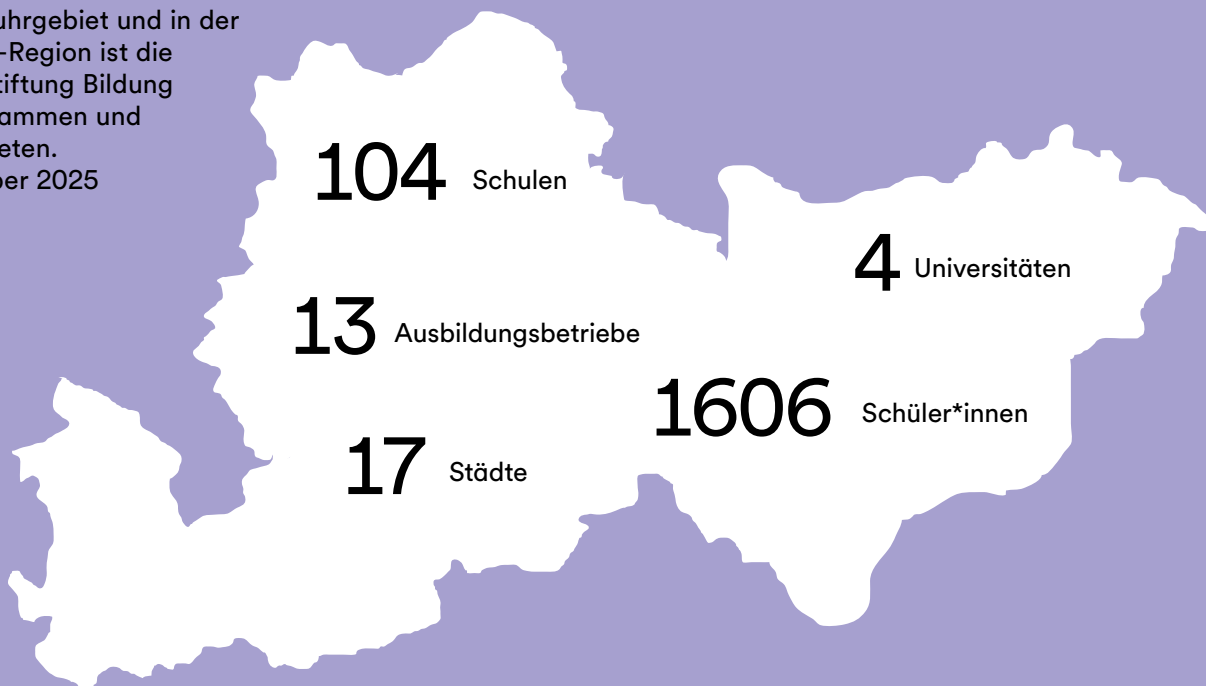 uhrgebiet und in der
-Region ist die
tiftung Bildung
ammen und
eten.
ber 2025
104 Schulen
4 Universitäten
13 Ausbildungsbetriebe
1606 Schüler*innen
17 Städte